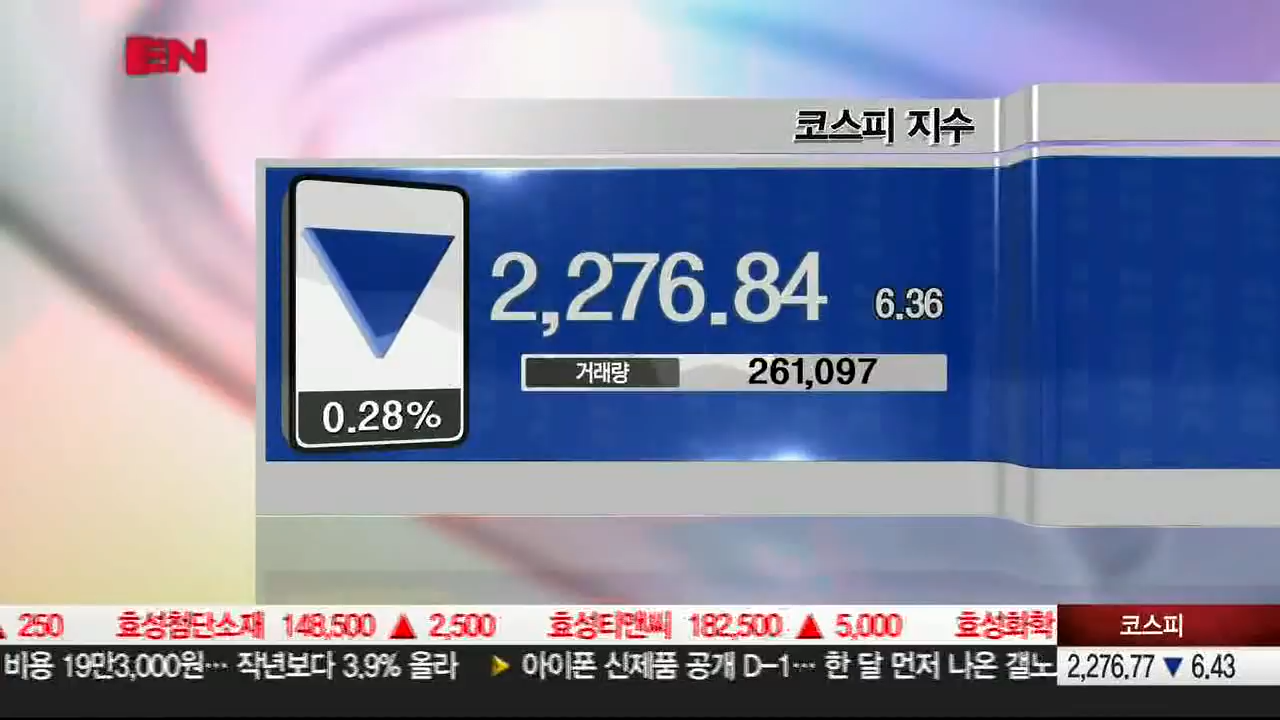 EN
코스피 지수
2,276.84 6.36
거래량 261,097
0.28%
▲ 250 효성첨단소재 148,500 ▲ 2,500 효성티앤씨 182,500 ▲ 5,000 효성화학 코스피
비용 19만3,000원… 작년보다 3.9% 올라 아이폰 신제품 공개 D-1… 한 달 먼저 나온 갤노 2,276.77 ▼ 6.43